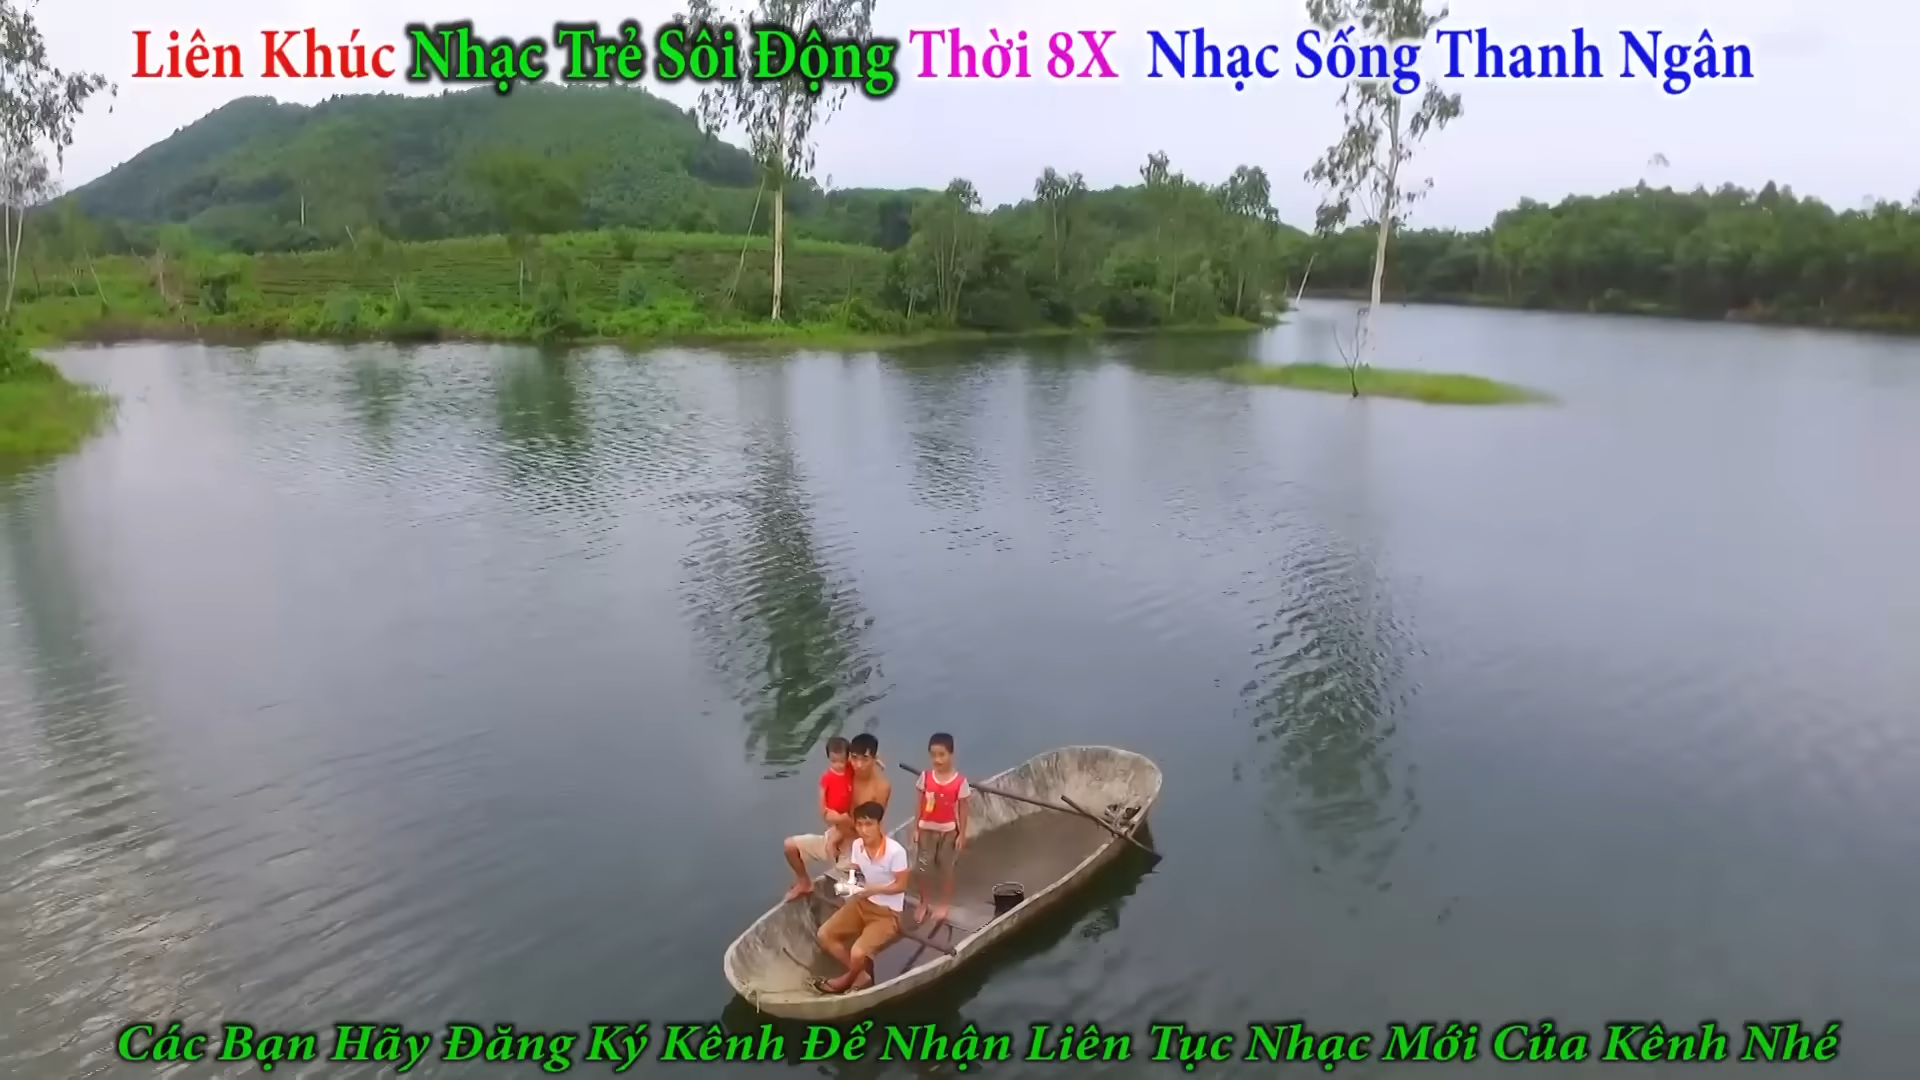 Liên Khúc Nhạc Trẻ Sôi Động Thời 8X Nhạc Sống Thanh Ngân
Các Bạn Hãy Đăng Ký Kênh Để Nhận Liên Tục Nhạc Mới Của Kênh Nhé